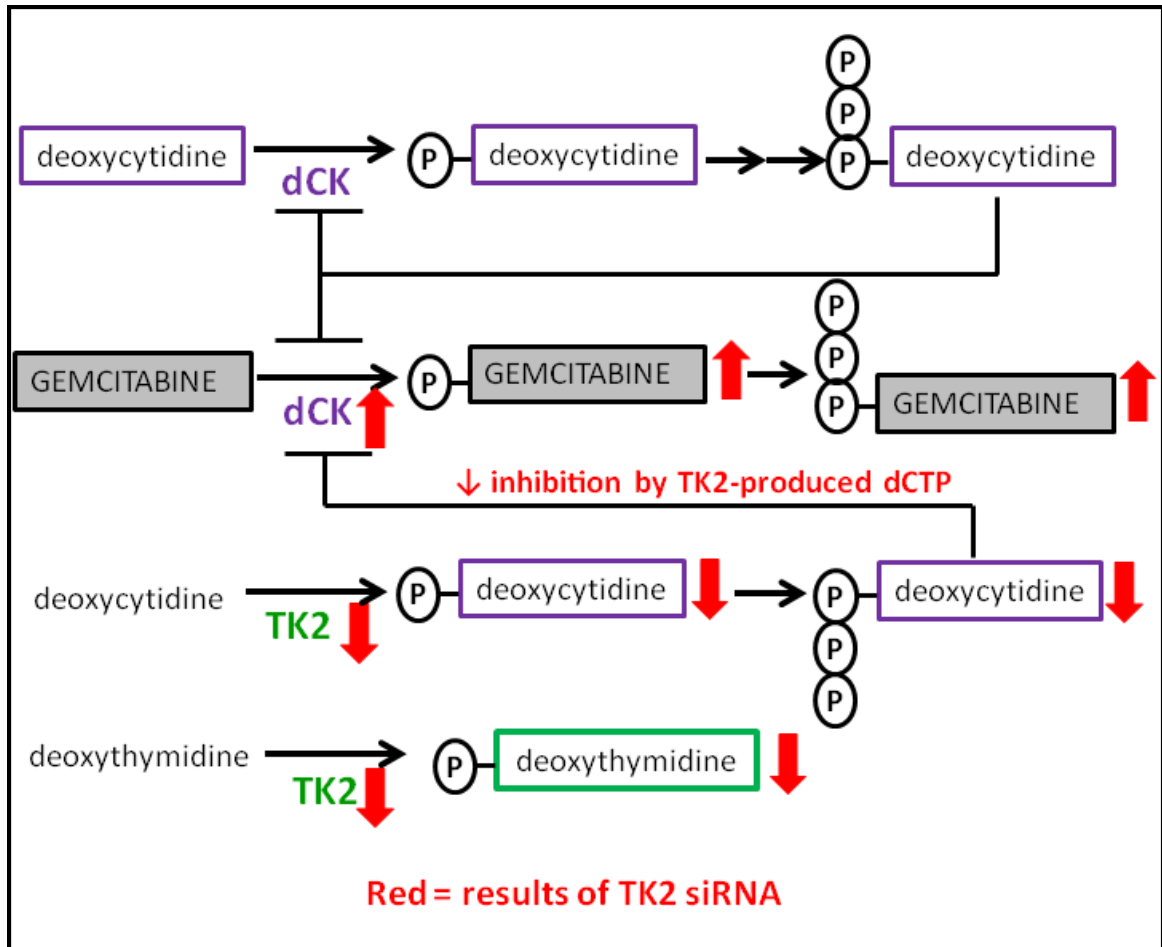 P
P
deoxycytidine P deoxycytidine P deoxycytidine
dCK
P
P
GEMCITABINE P GEMCITABINE P GEMCITABINE
dCK
↓ inhibition by TK2-produced dCTP
deoxycytidine P deoxycytidine P deoxycytidine
TK2 P
P
deoxythymidine P deoxythymidine
TK2
Red = results of TK2 siRNA